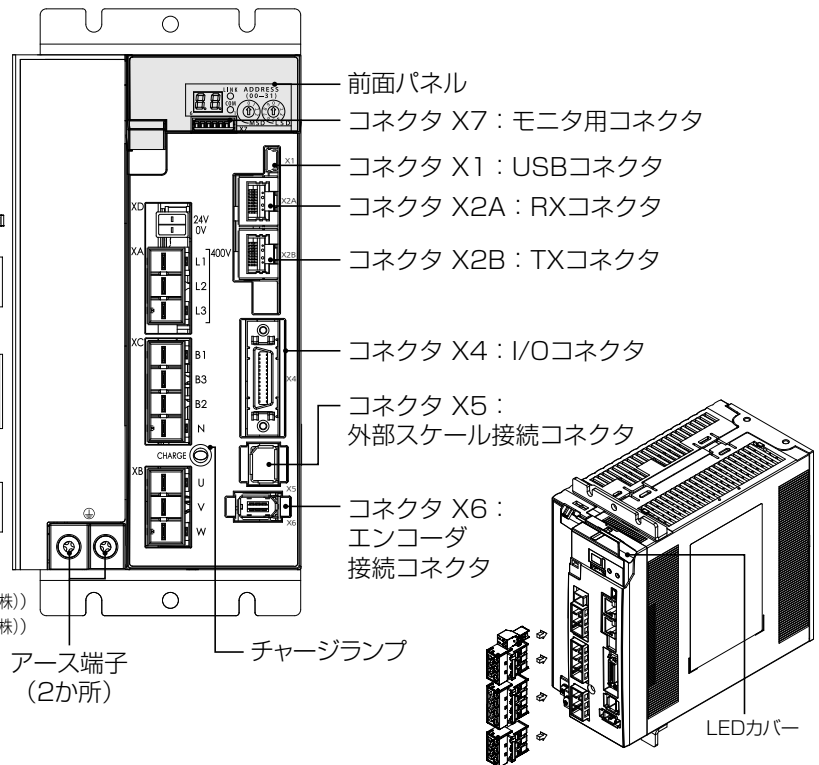 LINK ADDRESS
(00-31)
COM
MSD LSD
X7
X1
XD
24V
0V
X2A
XA
L1
400V
L2
X2B
L3
XC
B1
B3
B2
X4
N
CHARGE
XB
U
X5
V
X6
W
前面パネル
コネクタ X7：モニタ用コネクタ
コネクタ X1：USBコネクタ
コネクタ X2A：RXコネクタ
コネクタ X2B：TXコネクタ
コネクタ X4：I/Oコネクタ
コネクタ X5：
外部スケール接続コネクタ
コネクタ X6：
エンコーダ
接続コネクタ
株））
株））
アース端子
（2か所）
チャージランプ
LEDカバー